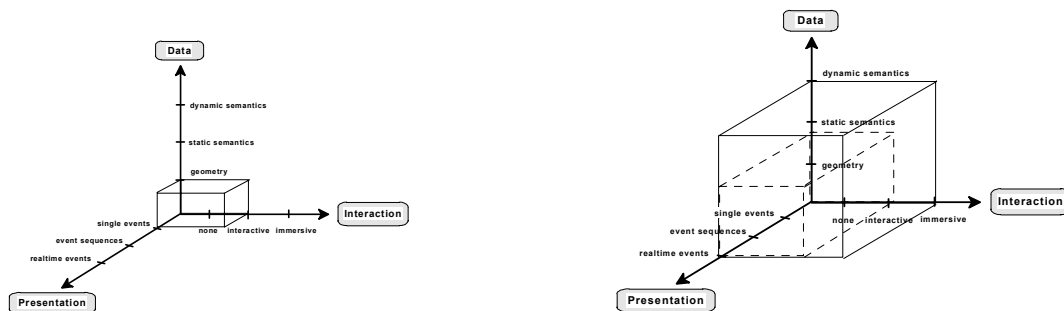 Data
dynamic semantics
static semantics
geometry
single events
event sequences
realtime events
none interactive immersive
Interaction
Presentation
Data
dynamic semantics
static semantics
geometry
single events
event sequences
realtime events
none interactive immersive
Interaction
Presentation